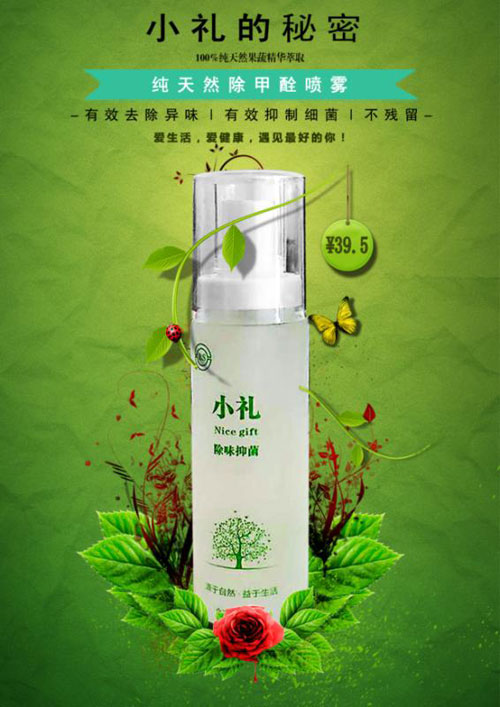 小礼的秘密
100%纯天然果蔬精华萃取
纯天然除甲醛喷雾
–有效去除异味 | 有效抑制细菌 | 不残留–
爱生活，爱健康，遇见最好的你！
¥39.5
小礼
Nice gift
除味抑菌
源于自然·益于生活